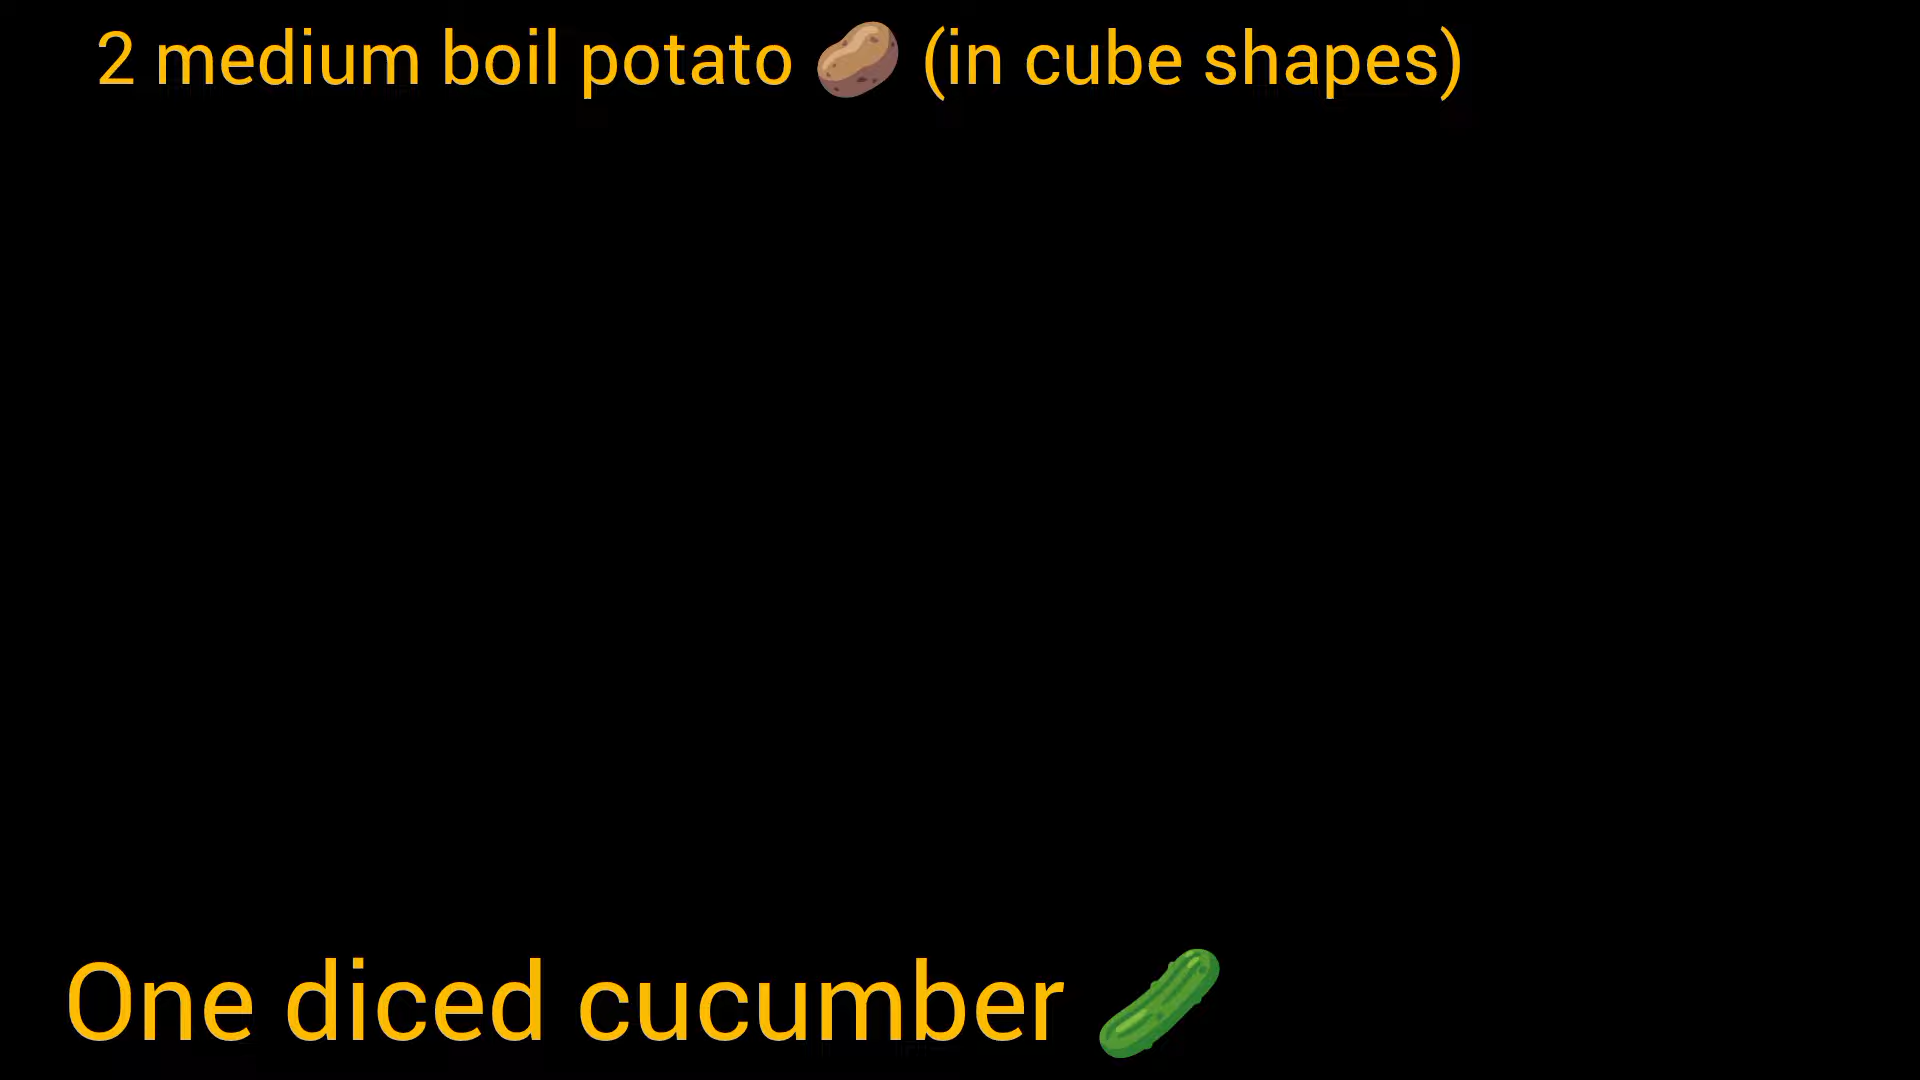 2 medium boil potato 🥔 (in cube shapes)
One diced cucumber 🥒